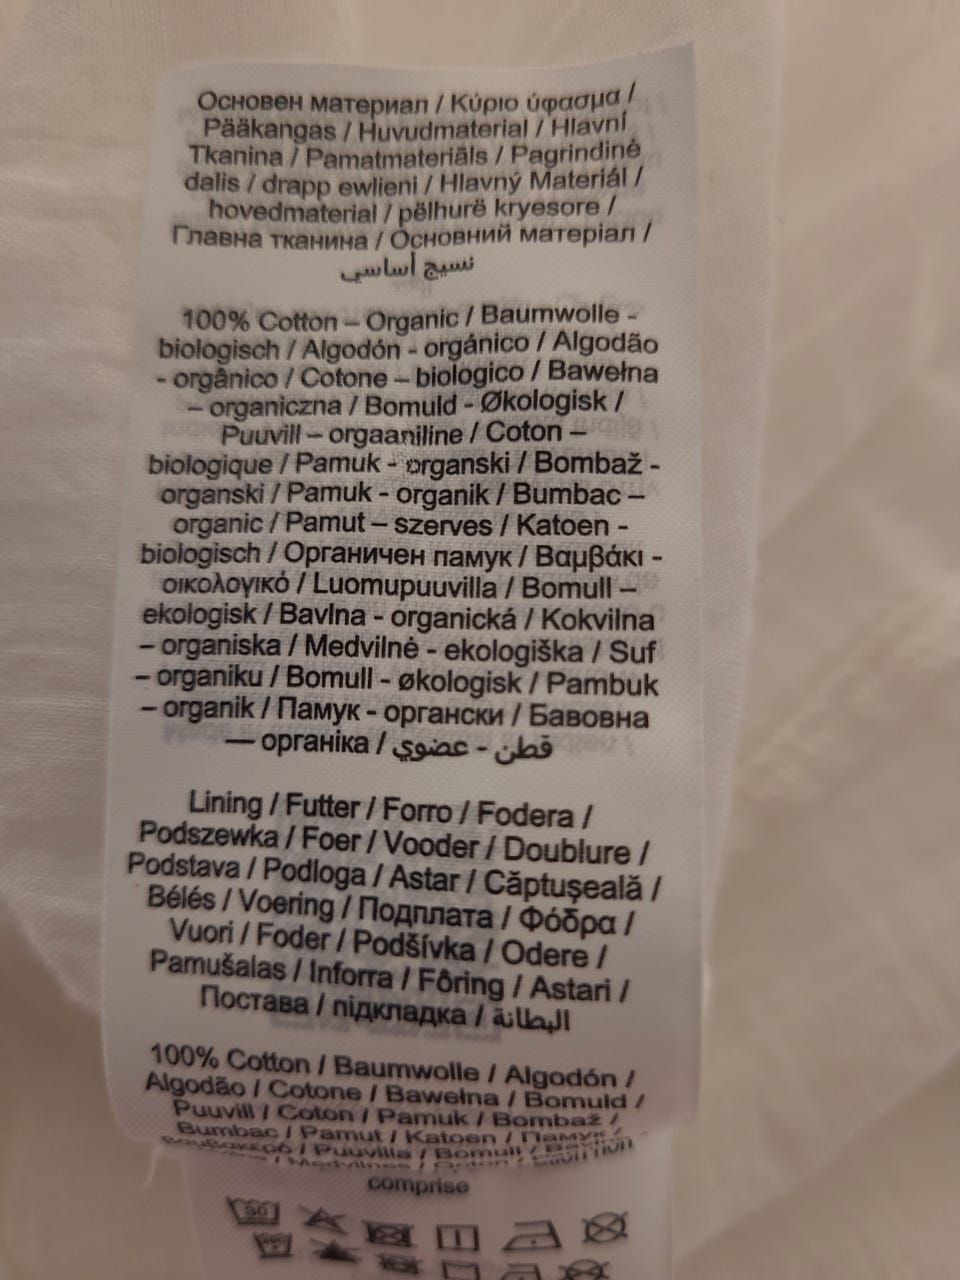 Основен материал / Κύριο ύφασμα /
Pääkangas / Huvudmaterial / Hlavní
Tkanina / Pamatmateriāls / Pagrindinė
dalis / drapp ewlieni / Hlavný Materiál /
hovedmaterial / pëlhurë kryesore /
Главна тканина / Основний матеріал /
نسيج أساسي
100% Cotton – Organic / Baumwolle -
biologisch / Algodón - orgánico / Algodão
- orgânico / Cotone – biologico / Bawełna
– organiczna / Bomuld - Økologisk /
Puuvill – orgaaniline / Coton –
biologique / Pamuk - organski / Bombaž -
organski / Pamuk - organik / Bumbac –
organic / Pamut – szerves / Katoen -
biologisch / Органичен памук / Βαμβάκι -
οικολογικό / Luomupuuvilla / Bomull –
ekologisk / Bavlna - organická / Kokvilna
– organiska / Medvilnė - ekologiška / Suf
– organiku / Bomull - økologisk / Pambuk
– organik / Памук - органски / Бавовна
— органіка / قطن - عضوي
Lining / Futter / Forro / Fodera /
Podszewka / Foer / Vooder / Doublure /
Podstava / Podloga / Astar / Căptuşeală /
Bélés / Voering / Подплата / Φόδρα /
Vuori / Foder / Podšívka / Odere /
Pamušalas / Inforra / Fôring / Astari /
Постава / підкладка / البطانة
100% Cotton / Baumwolle / Algodón /
Algodão / Cotone / Bawełna / Bomuld /
Puuvill / Coton / Pamuk / Bombaž /
Bumbac / Pamut / Katoen / Памук /
Puuvilla / Bomull /
comprise
30